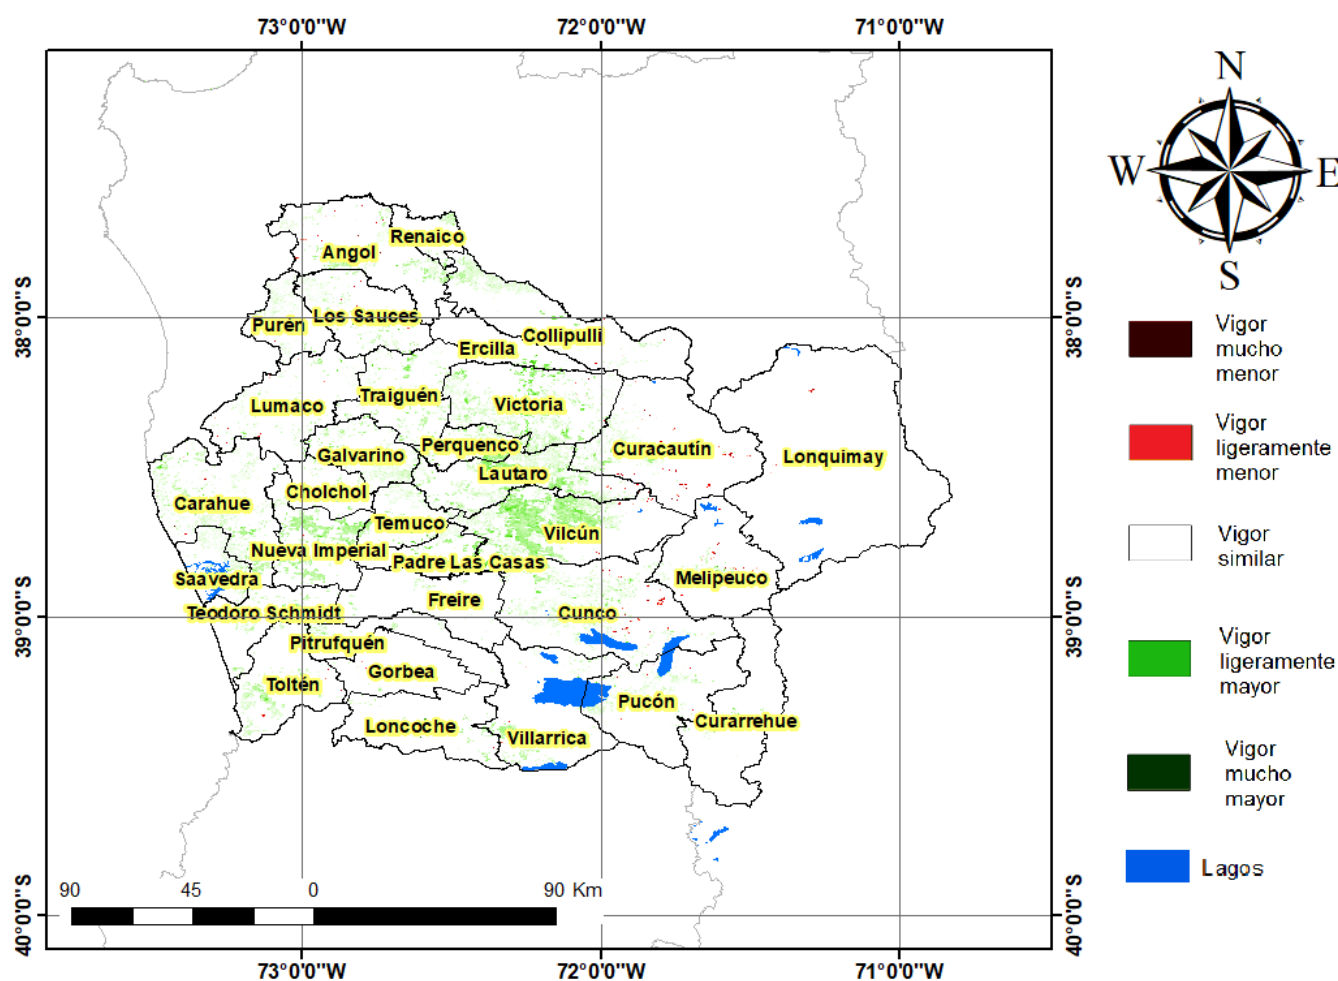 73°0'0"W
72°0'0"W
71°0'0"W
N
W
E
S
38°0'0"S
38°0'0"S
39°0'0"S
39°0'0"S
40°0'0"S
40°0'0"S
Renaico
Angol
Los Sauces
Purén
Collipulli
Ercilla
Traiguén
Lumaco
Victoria
Perquenco
Curacautín
Galvarino
Lonquimay
Lautaro
Cholchol
Carahue
Temuco
Vilcún
Nueva Imperial
Padre Las Casas
Saavedra
Melipeuco
Freire
Teodoro Schmidt
Cunco
Pitrufquén
Gorbea
Toltén
Pucón
Curarrehue
Loncoche
Villarrica
90
45
0
90 Km
73°0'0"W
72°0'0"W
71°0'0"W
Vigor
mucho
menor
Vigor
ligeramente
menor
Vigor
similar
Vigor
ligeramente
mayor
Vigor
mucho
mayor
Lagos